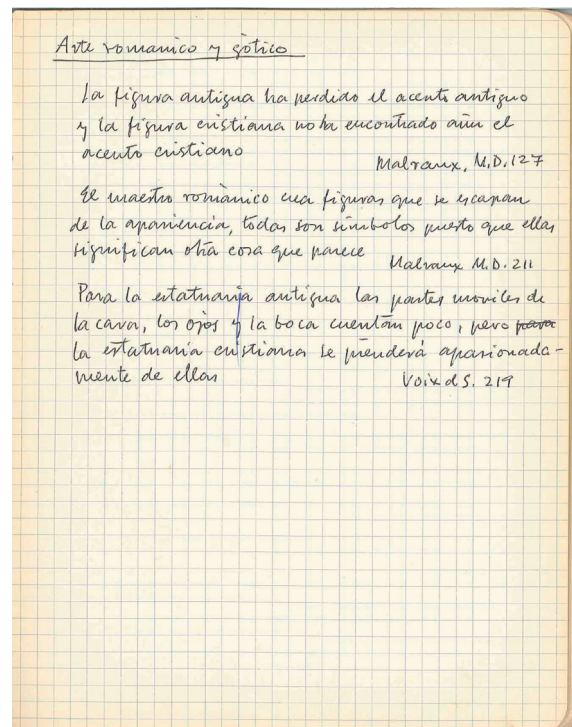 Arte romanico y gótico
La figura antigua ha perdido el acento antiguo
y la figura cristiana no ha encontrado aún el
acento cristiano
Malraux, M.D. 127
El maestro románico crea figuras que se escapan
de la apariencia, todas son símbolos puesto que ellas
significan otra cosa que parece
Malraux M.D. 211
Para la estatuaria antigua las partes moviles de
la cara, los ojos y la boca cuentan poco, pero para
la estatuaria cristiana se prenderá apasionada-
mente de ellas
Voix d S. 219